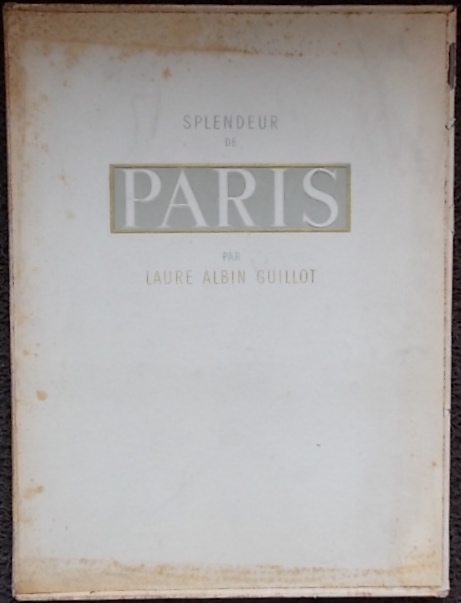 SPLENDEUR
DE
PARIS
PAR
LAURE ALBIN GUILLOT